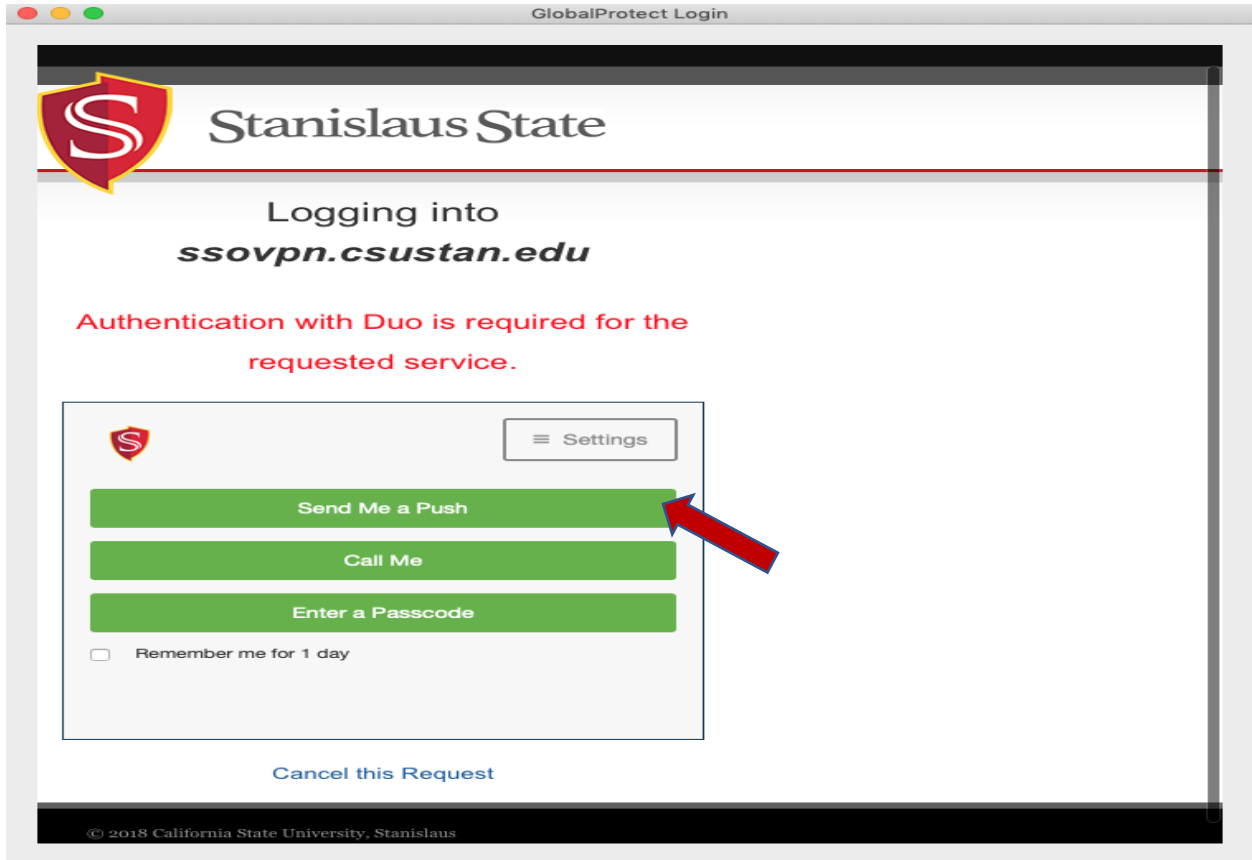 GlobalProtect Login
S
Stanislaus State
Logging into
ssovpn.csustan.edu
Authentication with Duo is required for the
requested service.
S
≡ Settings
Send Me a Push
Call Me
Enter a Passcode
Remember me for 1 day
Cancel this Request
© 2018 California State University, Stanislaus